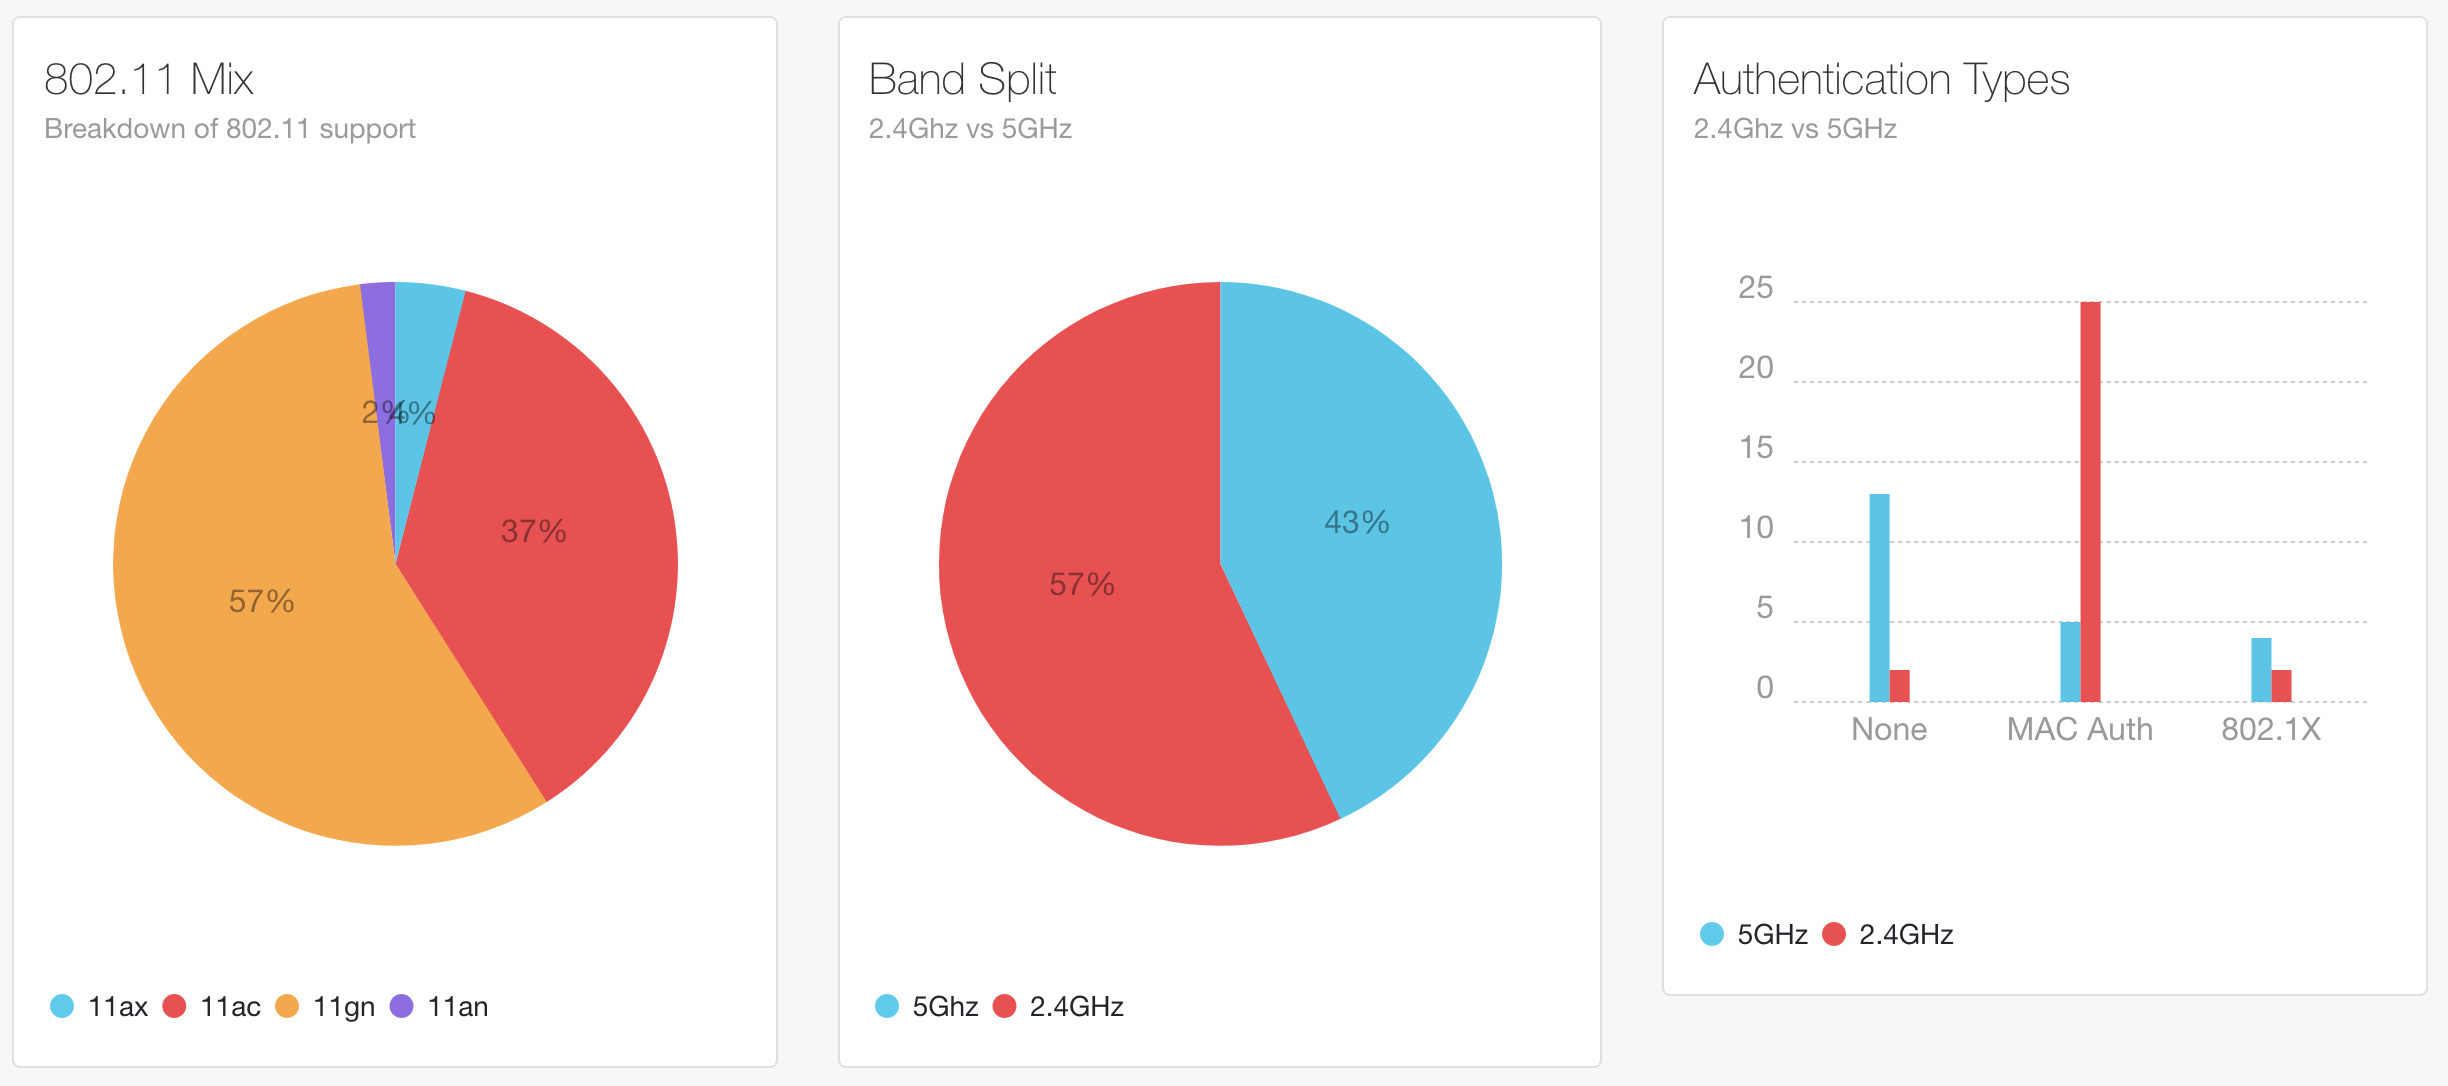 802.11 Mix
Breakdown of 802.11 support
2%
4%
37%
57%
11ax
11ac
11gn
11an
Band Split
2.4Ghz vs 5GHz
43%
57%
5Ghz
2.4GHz
Authentication Types
2.4Ghz vs 5GHz
25
20
15
10
5
0
None
MAC Auth
802.1X
5GHz
2.4GHz